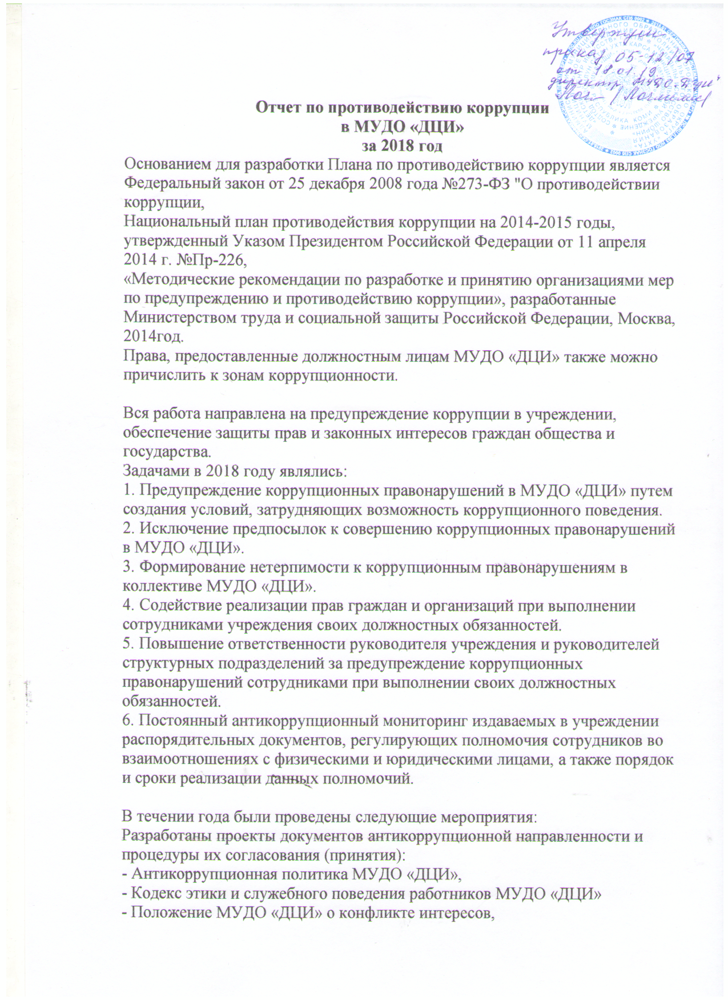 Утверждаю
приказ 05-12/07
от 18.01.19.
директор МУДО "ДЦИ"
Отчет по противодействию коррупции
в МУДО «ДЦИ»
за 2018 год
Основанием для разработки Плана по противодействию коррупции является
Федеральный закон от 25 декабря 2008 года №273-ФЗ "О противодействии
коррупции,
Национальный план противодействия коррупции на 2014-2015 годы,
утвержденный Указом Президентом Российской Федерации от 11 апреля
2014 г. №Пр-226,
«Методические рекомендации по разработке и принятию организациями мер
по предупреждению и противодействию коррупции», разработанные
Министерством труда и социальной защиты Российской Федерации, Москва,
2014год.
Права, предоставленные должностным лицам МУДО «ДЦИ» также можно
причислить к зонам коррупционности.
Вся работа направлена на предупреждение коррупции в учреждении,
обеспечение защиты прав и законных интересов граждан общества и
государства.
Задачами в 2018 году являлись:
1. Предупреждение коррупционных правонарушений в МУДО «ДЦИ» путем
создания условий, затрудняющих возможность коррупционного поведения.
2. Исключение предпосылок к совершению коррупционных правонарушений
в МУДО «ДЦИ».
3. Формирование нетерпимости к коррупционным правонарушениям в
коллективе МУДО «ДЦИ».
4. Содействие реализации прав граждан и организаций при выполнении
сотрудниками учреждения своих должностных обязанностей.
5. Повышение ответственности руководителя учреждения и руководителей
структурных подразделений за предупреждение коррупционных
правонарушений сотрудниками при выполнении своих должностных
обязанностей.
6. Постоянный антикоррупционный мониторинг издаваемых в учреждении
распорядительных документов, регулирующих полномочия сотрудников во
взаимоотношениях с физическими и юридическими лицами, а также порядок
и сроки реализации данных полномочий.
В течении года были проведены следующие мероприятия:
Разработаны проекты документов антикоррупционной направленности и
процедуры их согласования (принятия):
- Антикоррупционная политика МУДО «ДЦИ»,
- Кодекс этики и служебного поведения работников МУДО «ДЦИ»
- Положение МУДО «ДЦИ» о конфликте интересов,